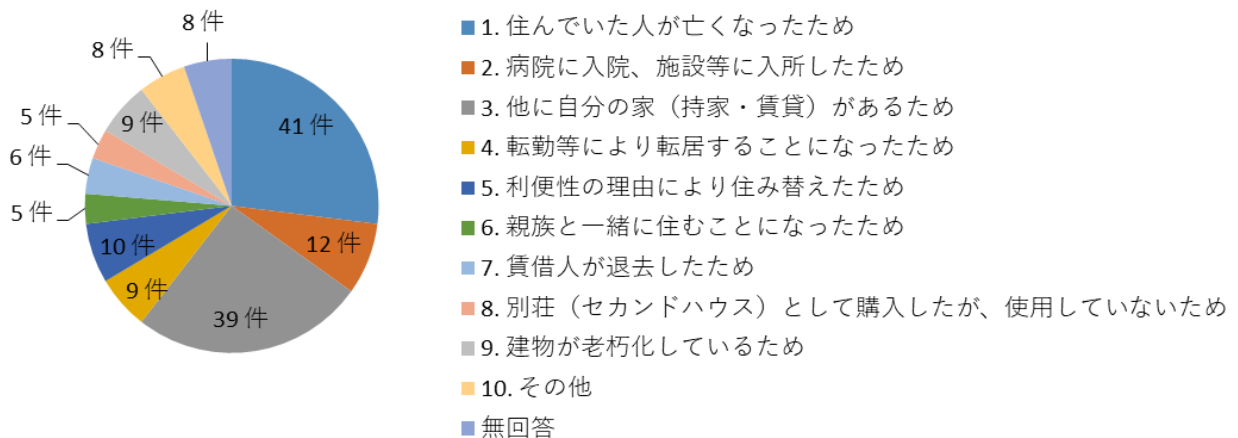 8 件
8 件
5 件
6 件
5 件
9 件
41 件
12 件
10 件
9 件
39 件
1. 住んでいた人が亡くなったため
2. 病院に入院、施設等に入所したため
3. 他に自分の家（持家・賃貸）があるため
4. 転勤等により転居することになったため
5. 利便性の理由により住み替えたため
6. 親族と一緒に住むことになったため
7. 賃借人が退去したため
8. 別荘（セカンドハウス）として購入したが、使用していないため
9. 建物が老朽化しているため
10. その他
無回答